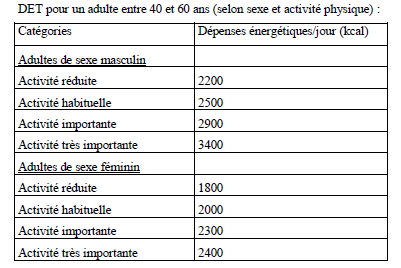 DET pour un adulte entre 40 et 60 ans (selon sexe et activité physique) :
Catégories Dépenses énergétiques/jour (kcal)
Adultes de sexe masculin
Activité réduite 2200
Activité habituelle 2500
Activité importante 2900
Activité très importante 3400
Adultes de sexe féminin
Activité réduite 1800
Activité habituelle 2000
Activité importante 2300
Activité très importante 2400